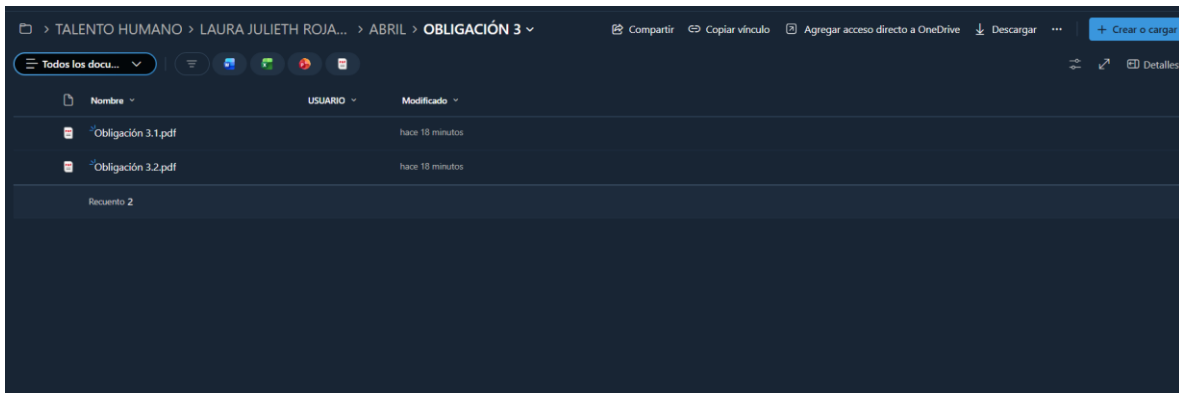 > TALENTO HUMANO > LAURA JULIETH ROJA... > ABRIL > OBLIGACIÓN 3 Compartir Copiar vínculo Agregar acceso directo a OneDrive Descargar ... + Crear o cargar
Todos los docu...
Detalles
Nombre USUARIO Modificado
Obligación 3.1.pdf hace 18 minutos
Obligación 3.2.pdf hace 18 minutos
Recuento 2